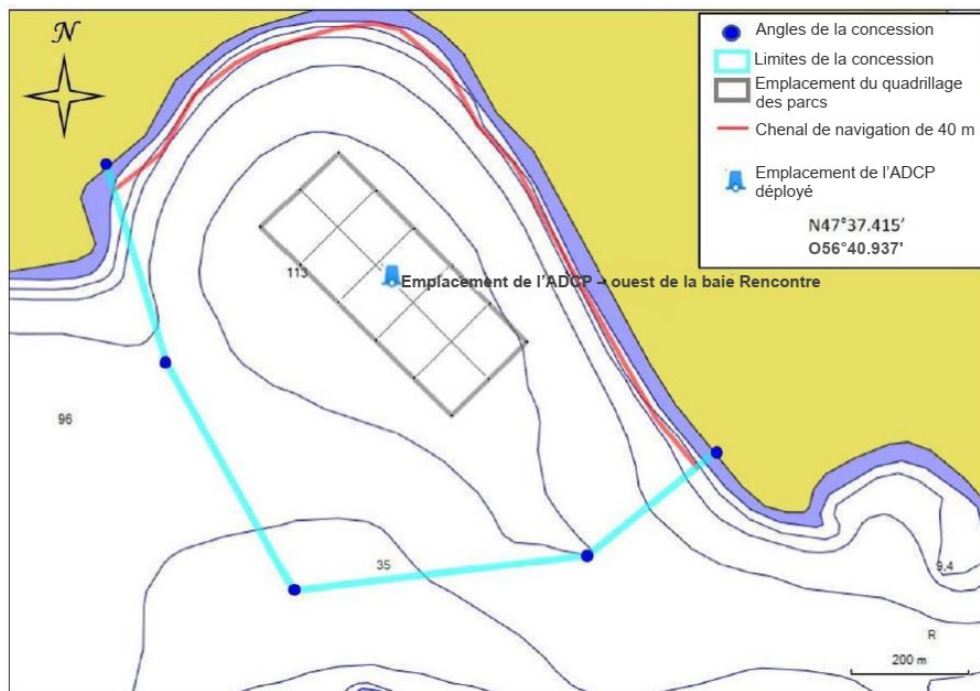 N
Angles de la concession
Limites de la concession
Emplacement du quadrillage
des parcs
Chenal de navigation de 40 m
Emplacement de l'ADCP
déployé
N47°37.415′
O56°40.937'
113
Emplacement de l'ADCP → ouest de la baie Rencontre
96
35
9.4
R
200 m